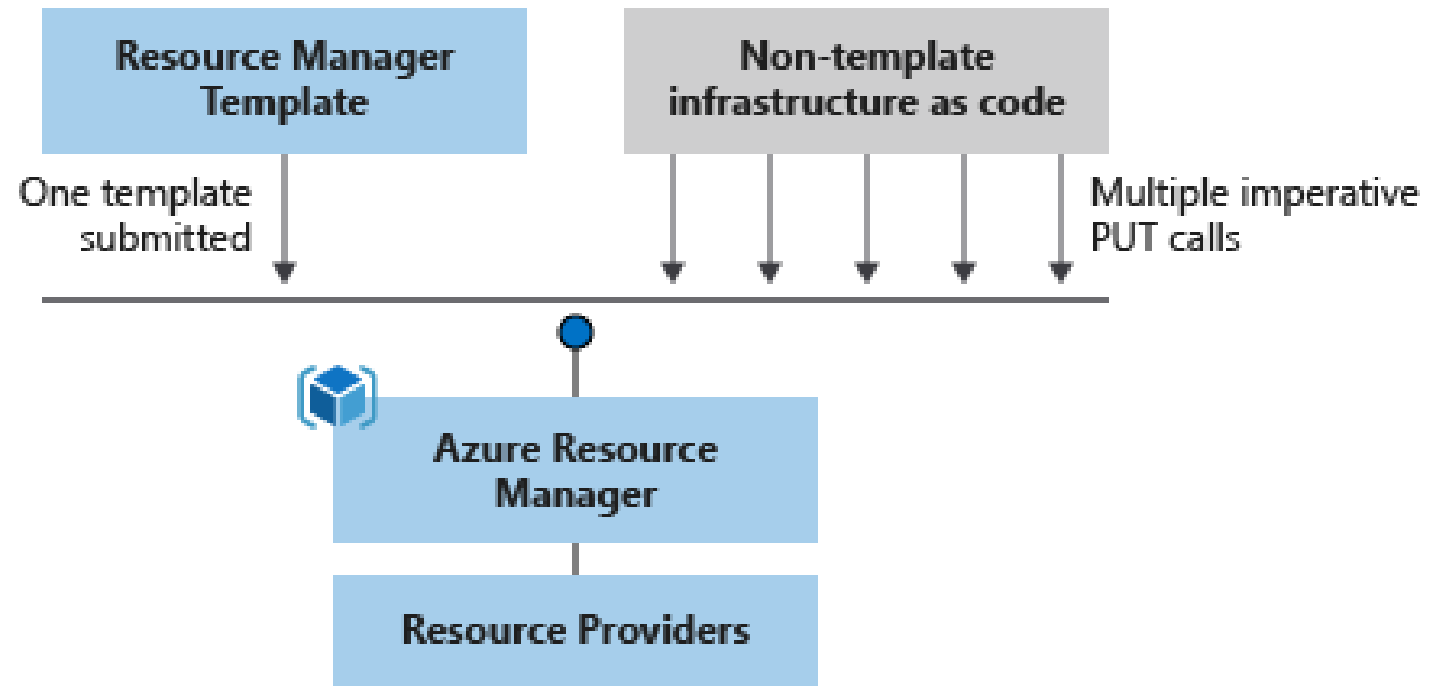 Resource Manager
Template
Non-template
infrastructure as code
One template
submitted
Multiple imperative
PUT calls
Azure Resource
Manager
Resource Providers